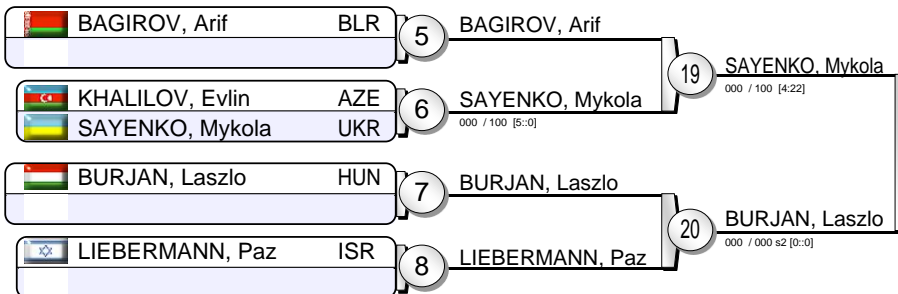 BAGIROV, Arif BLR
5
BAGIROV, Arif
19
SAYENKO, Mykola
000 / 100 [4:22]
KHALILOV, Evlin AZE
SAYENKO, Mykola UKR
6
SAYENKO, Mykola
000 / 100 [5::0]
BURJAN, Laszlo HUN
7
BURJAN, Laszlo
20
BURJAN, Laszlo
000 / 000 s2 [0::0]
LIEBERMANN, Paz ISR
8
LIEBERMANN, Paz